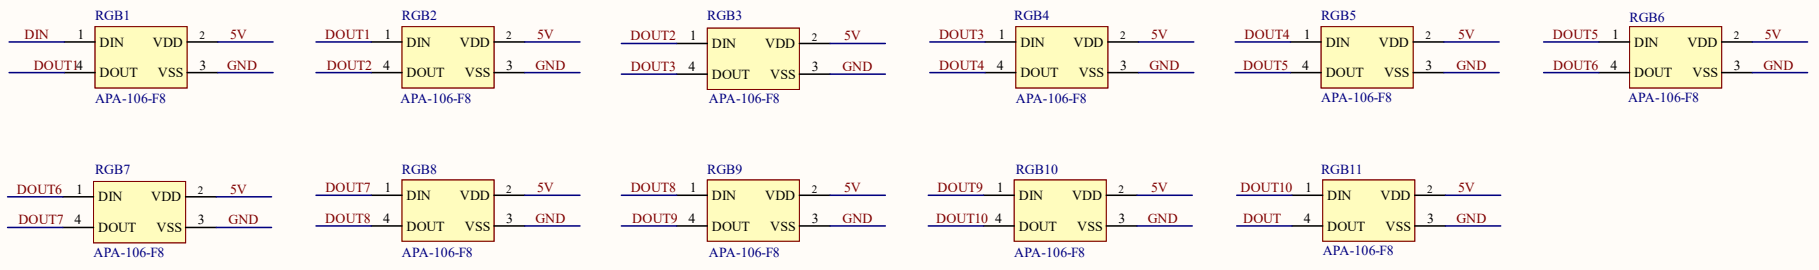 RGB1 RGB2 RGB3 RGB4 RGB5 RGB6
DIN 1 DIN VDD 2 5V DOUT1 1 DIN VDD 2 5V DOUT2 1 DIN VDD 2 5V DOUT3 1 DIN VDD 2 5V DOUT4 1 DIN VDD 2 5V DOUT5 1 DIN VDD 2 5V
DOUT1 4 DOUT VSS 3 GND DOUT2 4 DOUT VSS 3 GND DOUT3 4 DOUT VSS 3 GND DOUT4 4 DOUT VSS 3 GND DOUT5 4 DOUT VSS 3 GND DOUT6 4 DOUT VSS 3 GND
APA-106-F8 APA-106-F8 APA-106-F8 APA-106-F8 APA-106-F8 APA-106-F8
RGB7 RGB8 RGB9 RGB10 RGB11
DOUT6 1 DIN VDD 2 5V DOUT7 1 DIN VDD 2 5V DOUT8 1 DIN VDD 2 5V DOUT9 1 DIN VDD 2 5V DOUT10 1 DIN VDD 2 5V
DOUT7 4 DOUT VSS 3 GND DOUT8 4 DOUT VSS 3 GND DOUT9 4 DOUT VSS 3 GND DOUT10 4 DOUT VSS 3 GND DOUT 4 DOUT VSS 3 GND
APA-106-F8 APA-106-F8 APA-106-F8 APA-106-F8 APA-106-F8